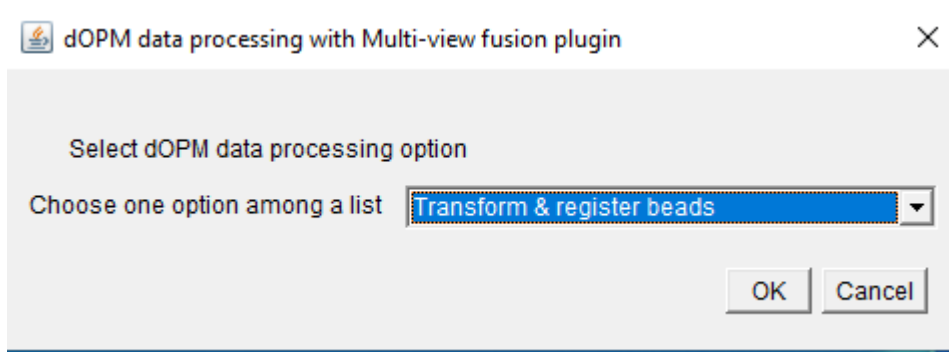 dOPM data processing with Multi-view fusion plugin
Select dOPM data processing option
Choose one option among a list Transform & register beads
OK Cancel